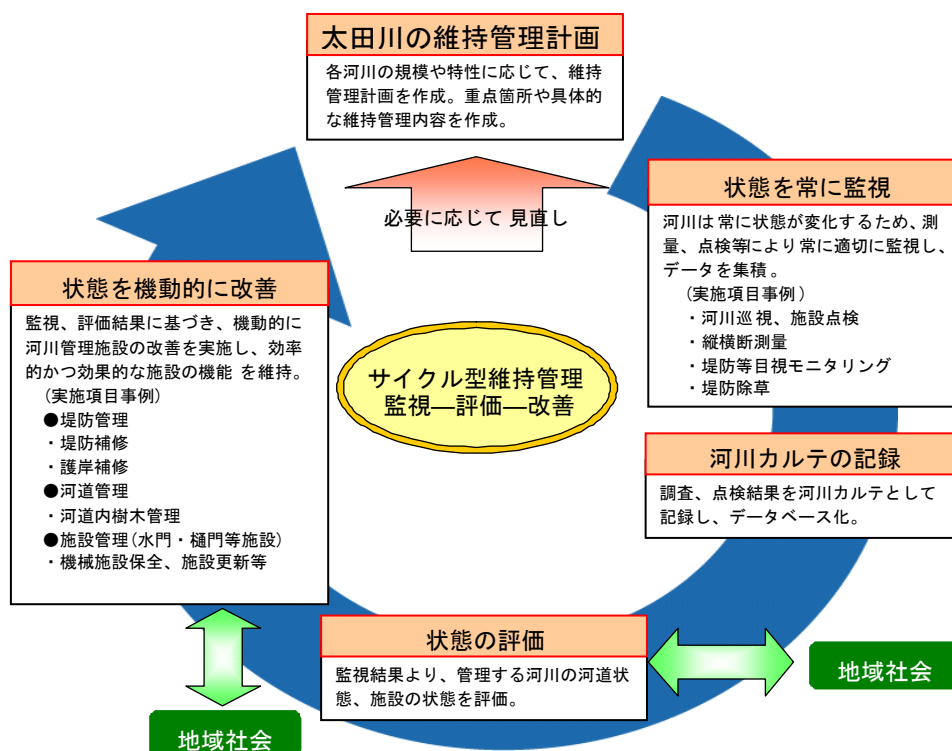 太田川の維持管理計画
各河川の規模や特性に応じて、維持
管理計画を作成。重点箇所や具体的
な維持管理内容を作成。
必要に応じて 見直し
状態を常に監視
河川は常に状態が変化するため、測
量、点検等により常に適切に監視し、
データを集積。
(実施項目事例)
・河川巡視、施設点検
・縦横断測量
・堤防等目視モニタリング
・堤防除草
河川カルテの記録
調査、点検結果を河川カルテとして
記録し、データベース化。
状態の評価
監視結果より、管理する河川の河道状
態、施設の状態を評価。
地域社会
状態を機動的に改善
監視、評価結果に基づき、機動的に
河川管理施設の改善を実施し、効率
的かつ効果的な施設の機能 を維持。
(実施項目事例)
●堤防管理
・堤防補修
・護岸補修
●河道管理
・河道内樹木管理
●施設管理(水門・樋門等施設)
・機械施設保全、施設更新等
地域社会
サイクル型維持管理
監視―評価―改善